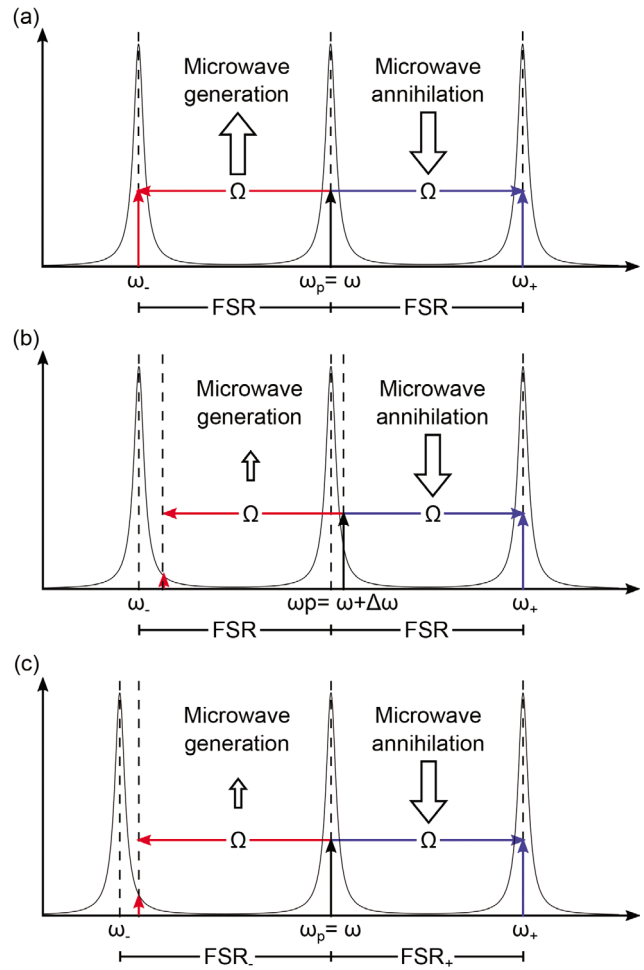 (a)
Microwave Microwave
generation annihilation
Ω Ω
ω₋ ωₚ= ω ω₊
FSR FSR
(b)
Microwave Microwave
generation annihilation
Ω Ω
ω₋ ωp= ω+Δω ω₊
FSR FSR
(c)
Microwave Microwave
generation annihilation
Ω Ω
ω₋ ωₚ= ω ω₊
FSR₋ FSR₊